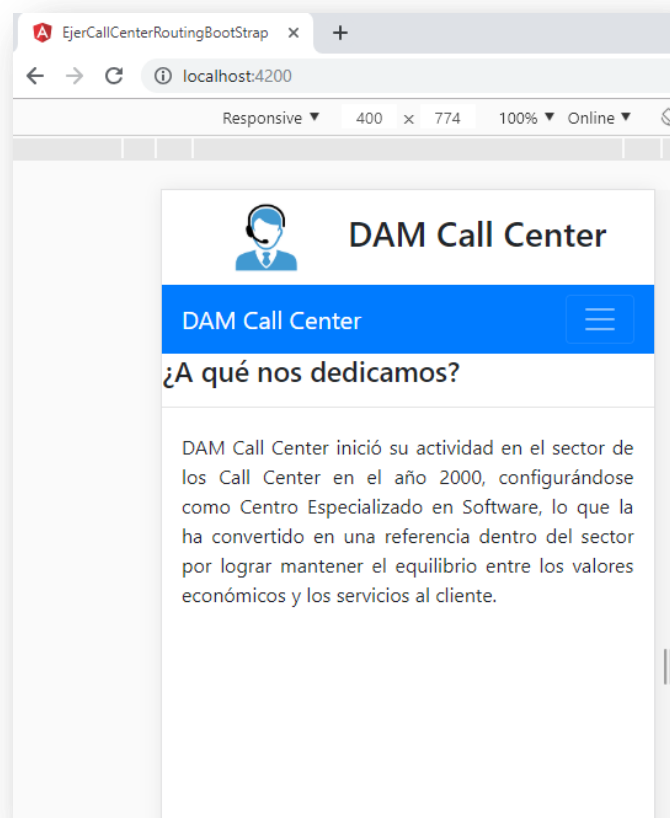 EjerCallCenterRoutingBootStrap
localhost:4200
Responsive 400 x 774 100% Online
DAM Call Center
DAM Call Center
¿A qué nos dedicamos?
DAM Call Center inició su actividad en el sector de
los Call Center en el año 2000, configurándose
como Centro Especializado en Software, lo que la
ha convertido en una referencia dentro del sector
por lograr mantener el equilibrio entre los valores
económicos y los servicios al cliente.